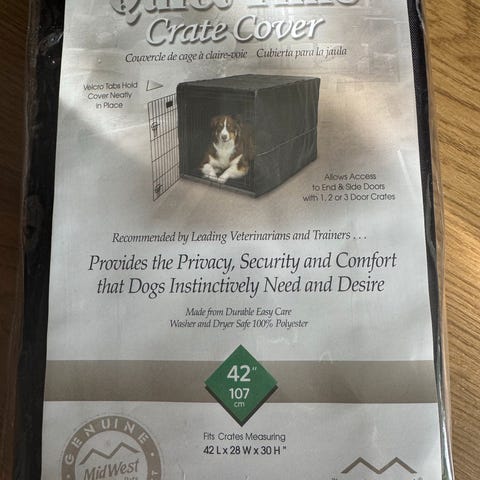 Quiet Time
Crate Cover
Couvercle de cage à claire-voie Cubierta para la jaula
Velcro Tabs Hold
Cover Neatly
in Place
Allows Access
to End & Side Doors
with 1, 2 or 3 Door Crates
Recommended by Leading Veterinarians and Trainers . . .
Provides the Privacy, Security and Comfort
that Dogs Instinctively Need and Desire
Made from Durable Easy Care
Washer and Dryer Safe 100% Polyester
42"
107
cm
Fits Crates Measuring
42 L x 28 W x 30 H "
GENUINE
MidWest